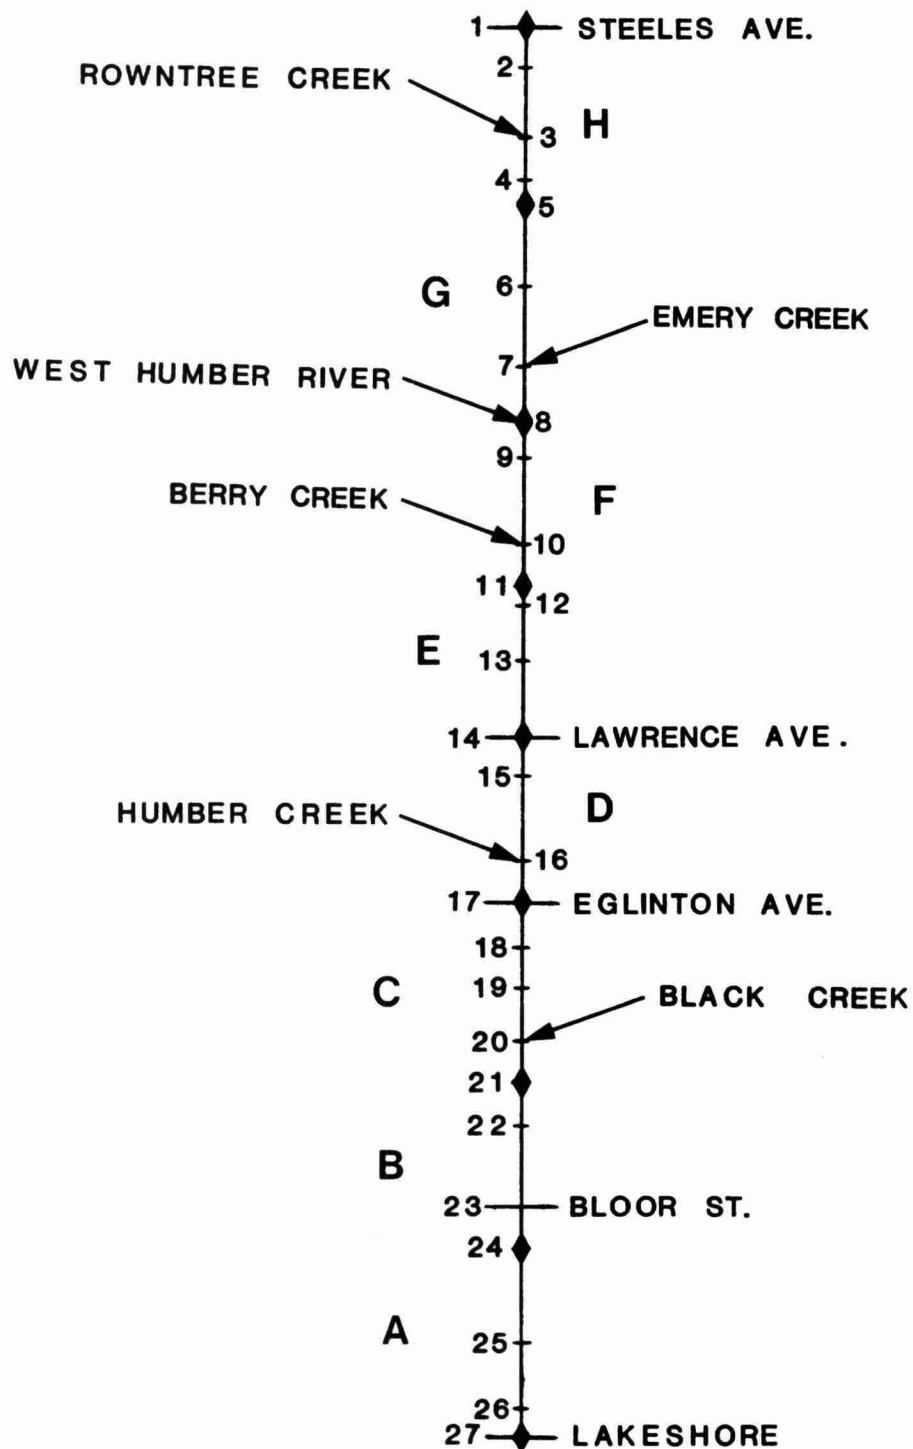 1 STEELES AVE.
2
ROWNTREE CREEK
3 H
4
5
G 6
EMERY CREEK
7
WEST HUMBER RIVER
8
9
BERRY CREEK F
10
11
12
E 13
14 LAWRENCE AVE.
15
HUMBER CREEK D
16
17 EGLINTON AVE.
18
C 19
BLACK CREEK
20
21
22
B
23 BLOOR ST.
24
A
25
26
27 LAKESHORE